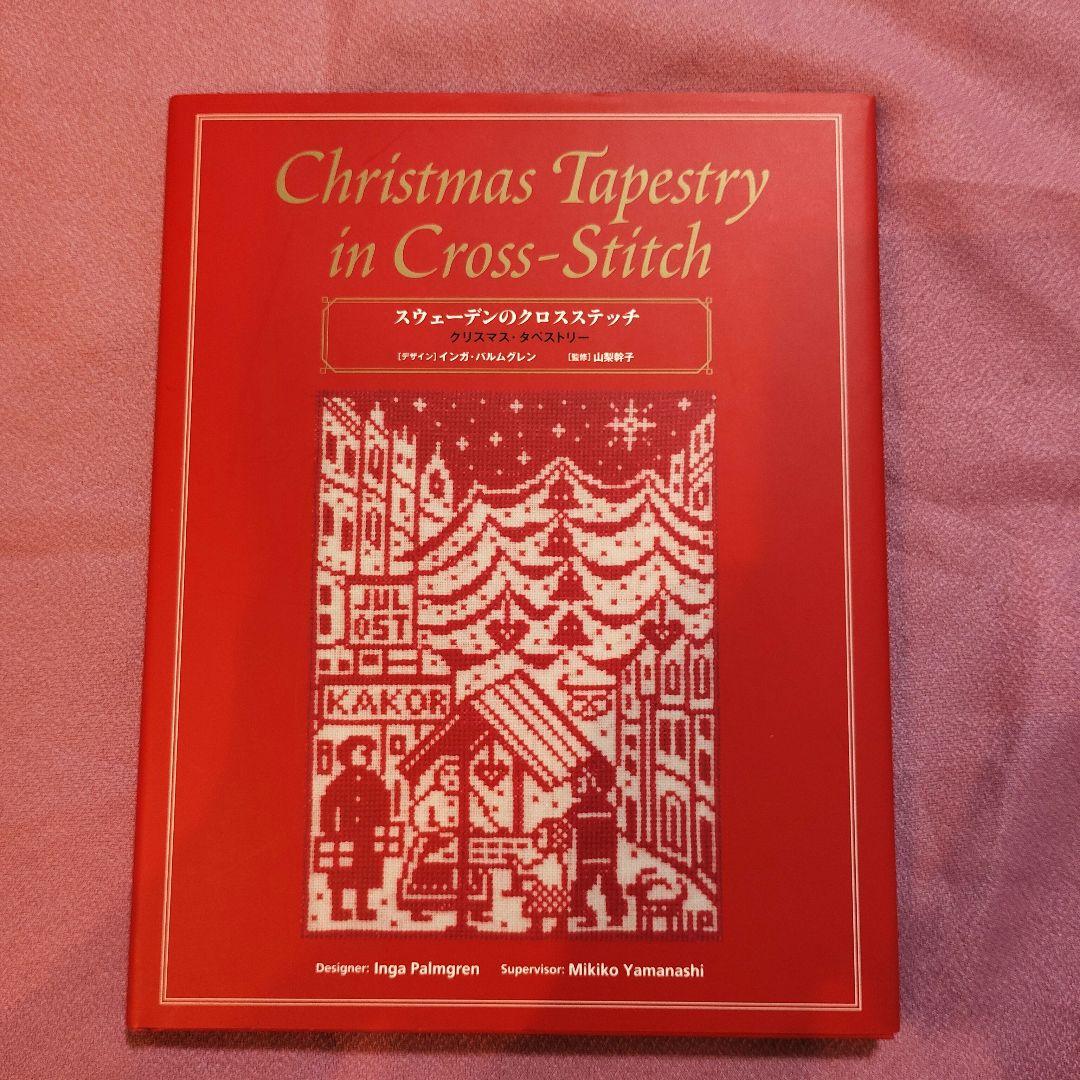 Christmas Tapestry
in Cross-Stitch
スウェーデンのクロスステッチ
クリスマス・タペストリー
[デザイン] インガ・パルムグレン [監修] 山梨幹子
JUL
OST
KAKOR
Designer: Inga Palmgren Supervisor: Mikiko Yamanashi